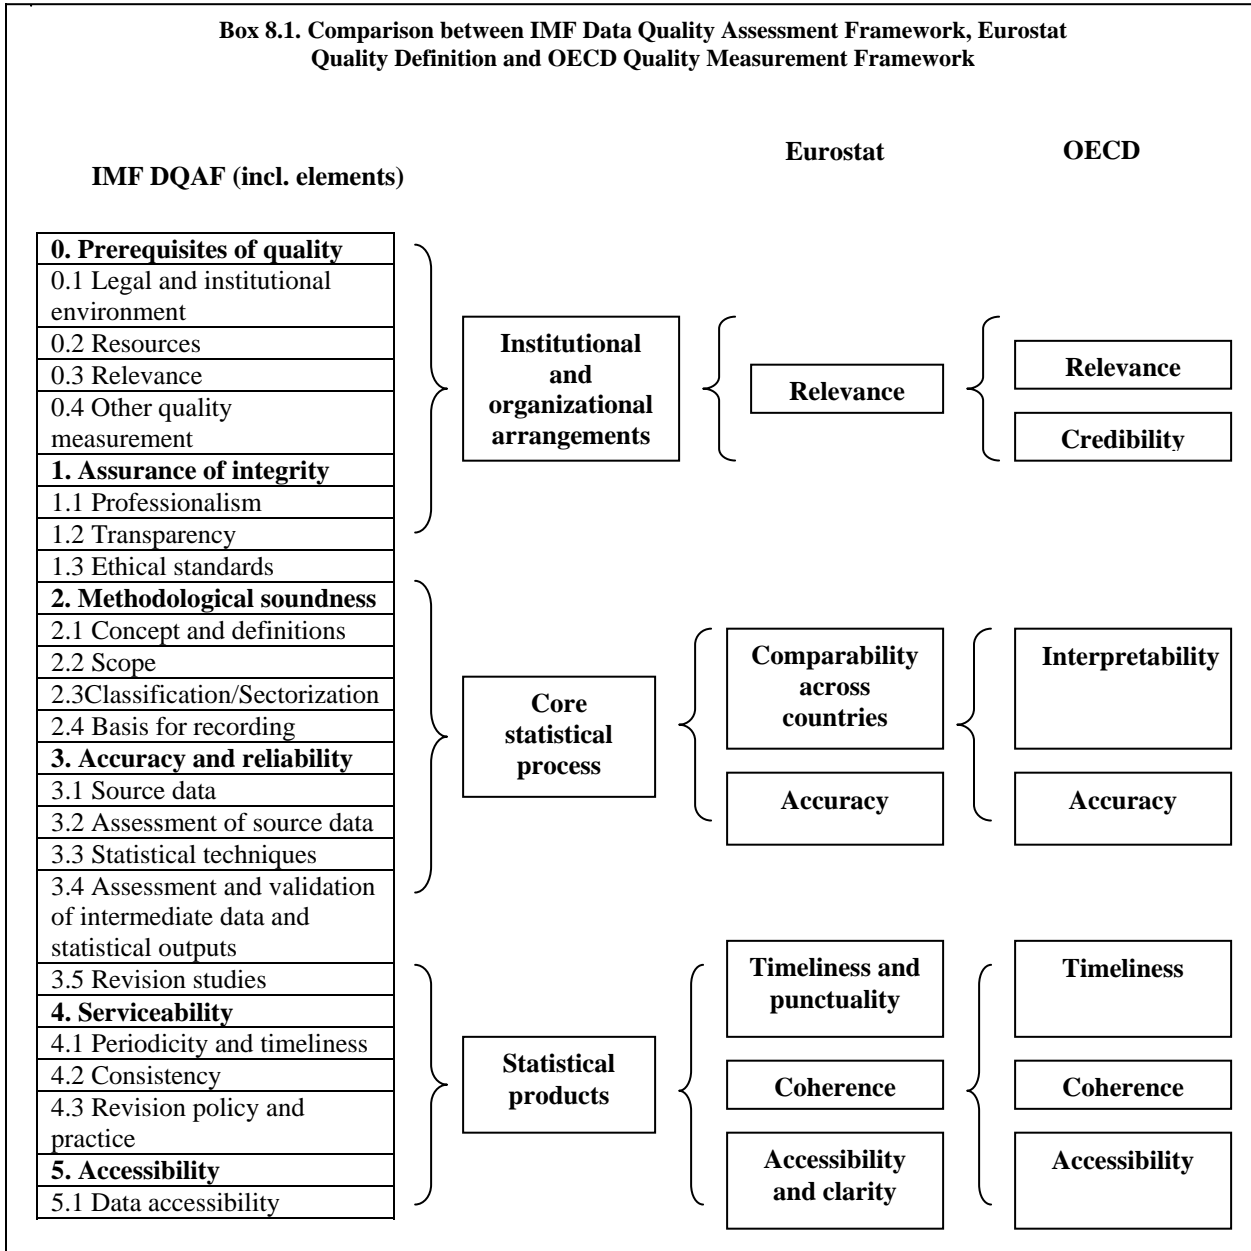 Box 8.1. Comparison between IMF Data Quality Assessment Framework, Eurostat
Quality Definition and OECD Quality Measurement Framework
Eurostat
OECD
IMF DQAF (incl. elements)
0. Prerequisites of quality
0.1 Legal and institutional
environment
0.2 Resources
0.3 Relevance
0.4 Other quality
measurement
1. Assurance of integrity
1.1 Professionalism
1.2 Transparency
1.3 Ethical standards
2. Methodological soundness
2.1 Concept and definitions
2.2 Scope
2.3Classification/Sectorization
2.4 Basis for recording
3. Accuracy and reliability
3.1 Source data
3.2 Assessment of source data
3.3 Statistical techniques
3.4 Assessment and validation
of intermediate data and
statistical outputs
3.5 Revision studies
4. Serviceability
4.1 Periodicity and timeliness
4.2 Consistency
4.3 Revision policy and
practice
5. Accessibility
5.1 Data accessibility
Institutional
and
organizational
arrangements
Relevance
Relevance
Credibility
Core
statistical
process
Comparability
across
countries
Accuracy
Interpretability
Accuracy
Statistical
products
Timeliness and
punctuality
Coherence
Accessibility
and clarity
Timeliness
Coherence
Accessibility